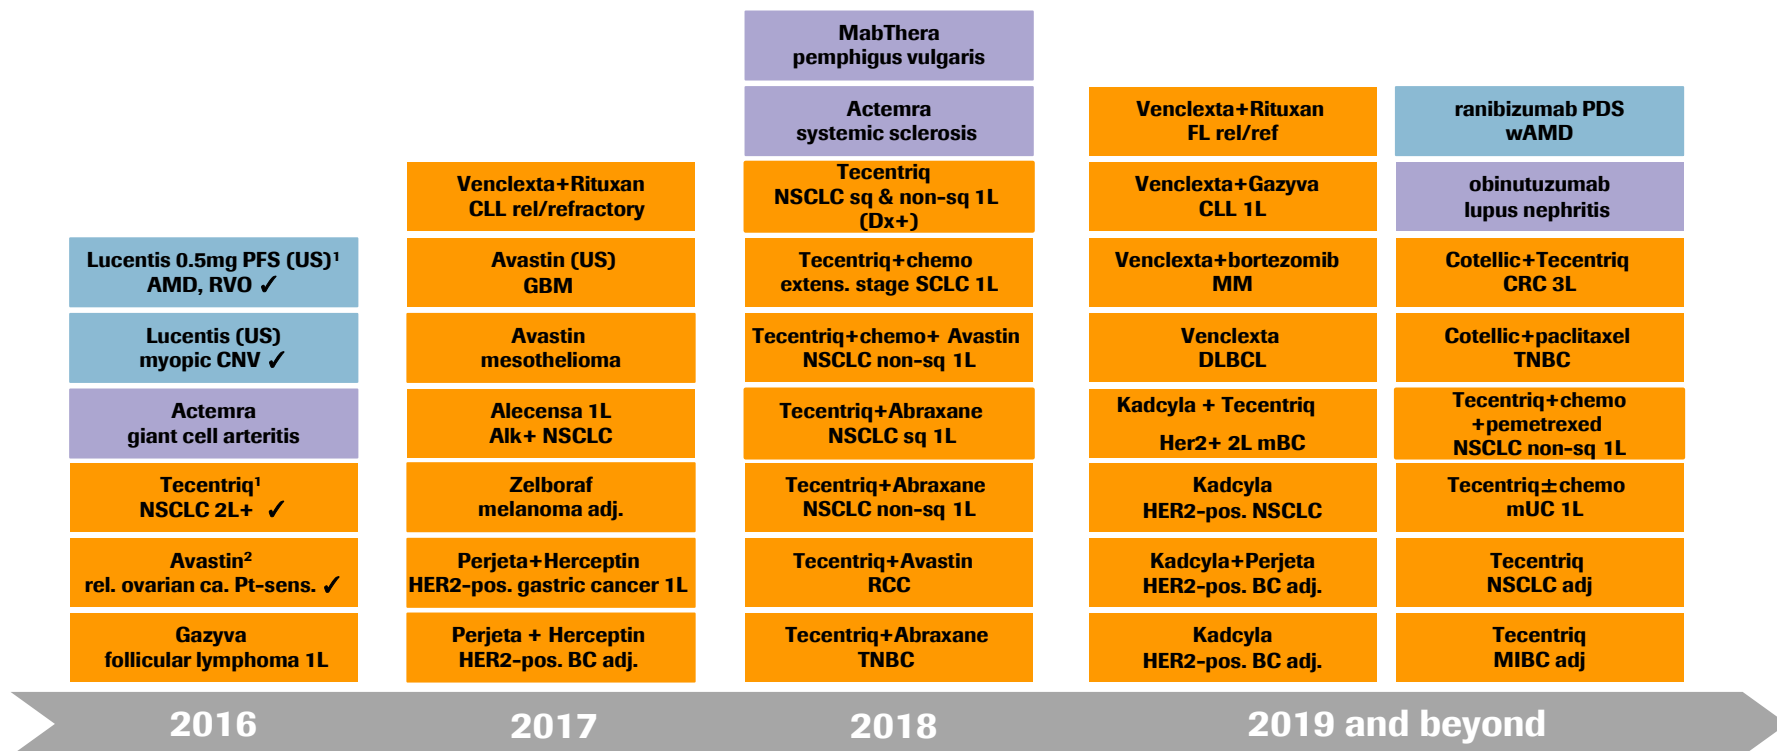 Lucentis 0.5mg PFS (US)¹
AMD, RVO ✓
Lucentis (US)
myopic CNV ✓
Actemra
giant cell arteritis
Tecentriq¹
NSCLC 2L+ ✓
Avastin²
rel. ovarian ca. Pt-sens. ✓
Gazyva
follicular lymphoma 1L
2016
Venclexta+Rituxan
CLL rel/refractory
Avastin (US)
GBM
Avastin
mesothelioma
Alecensa 1L
Alk+ NSCLC
Zelboraf
melanoma adj.
Perjeta+Herceptin
HER2-pos. gastric cancer 1L
Perjeta + Herceptin
HER2-pos. BC adj.
2017
MabThera
pemphigus vulgaris
Actemra
systemic sclerosis
Tecentriq
NSCLC sq & non-sq 1L
(Dx+)
Tecentriq+chemo
extens. stage SCLC 1L
Tecentriq+chemo+ Avastin
NSCLC non-sq 1L
Tecentriq+Abraxane
NSCLC sq 1L
Tecentriq+Abraxane
NSCLC non-sq 1L
Tecentriq+Avastin
RCC
Tecentriq+Abraxane
TNBC
2018
Venclexta+Rituxan
FL rel/ref
Venclexta+Gazyva
CLL 1L
Venclexta+bortezomib
MM
Venclexta
DLBCL
Kadcyla + Tecentriq
Her2+ 2L mBC
Kadcyla
HER2-pos. NSCLC
Kadcyla+Perjeta
HER2-pos. BC adj.
Kadcyla
HER2-pos. BC adj.
ranibizumab PDS
wAMD
obinutuzumab
lupus nephritis
Cotellic+Tecentriq
CRC 3L
Cotellic+paclitaxel
TNBC
Tecentriq+chemo
+pemetrexed
NSCLC non-sq 1L
Tecentriq±chemo
mUC 1L
Tecentriq
NSCLC adj
Tecentriq
MIBC adj
2019 and beyond